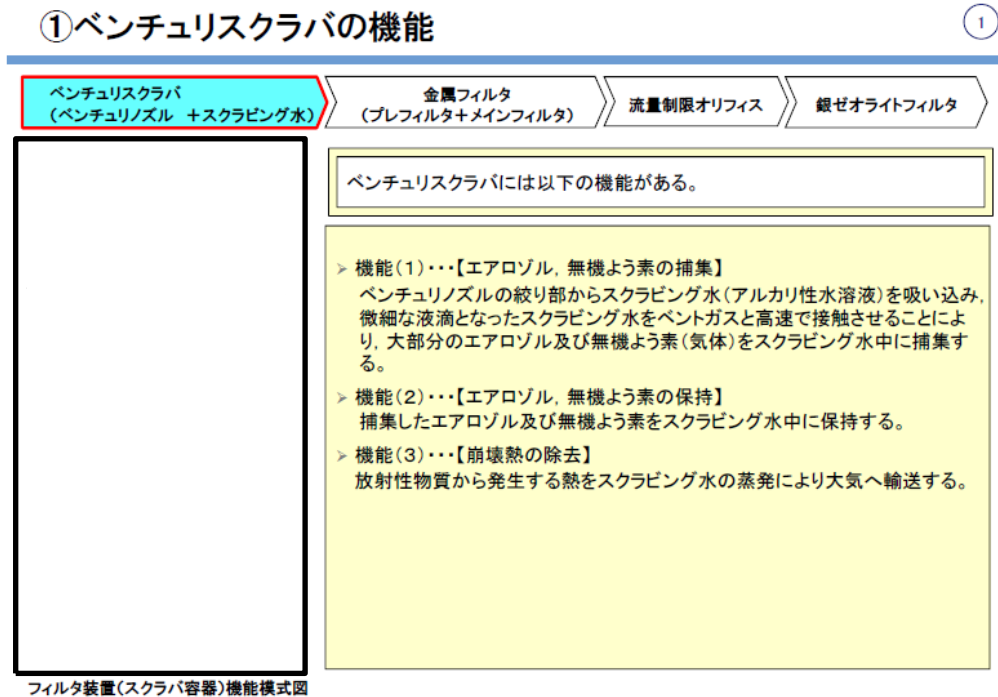 ①ベンチュリスクラバの機能
1
ベンチュリスクラバ
(ベンチュリノズル +スクラビング水)
金属フィルタ
(プレフィルタ+メインフィルタ)
流量制限オリフィス
銀ゼオライトフィルタ
ベンチュリスクラバには以下の機能がある。
➢ 機能(1)・・・【エアロゾル，無機よう素の捕集】
ベンチュリノズルの絞り部からスクラビング水(アルカリ性水溶液)を吸い込み，
微細な液滴となったスクラビング水をベントガスと高速で接触させることによ
り，大部分のエアロゾル及び無機よう素(気体)をスクラビング水中に捕集す
る。
➢ 機能(2)・・・【エアロゾル，無機よう素の保持】
捕集したエアロゾル及び無機よう素をスクラビング水中に保持する。
➢ 機能(3)・・・【崩壊熱の除去】
放射性物質から発生する熱をスクラビング水の蒸発により大気へ輸送する。
フィルタ装置(スクラバ容器)機能模式図